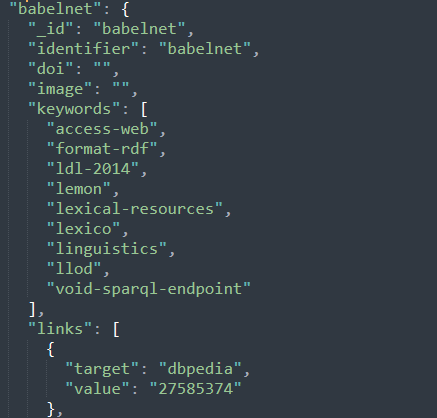 "babelnet": {
"_id": "babelnet",
"identifier": "babelnet",
"doi": "",
"image": "",
"keywords": [
"access-web",
"format-rdf",
"ldl-2014",
"lemon",
"lexical-resources",
"lexico",
"linguistics",
"llod",
"void-sparql-endpoint"
],
"links": [
{
"target": "dbpedia",
"value": "27585374"
},